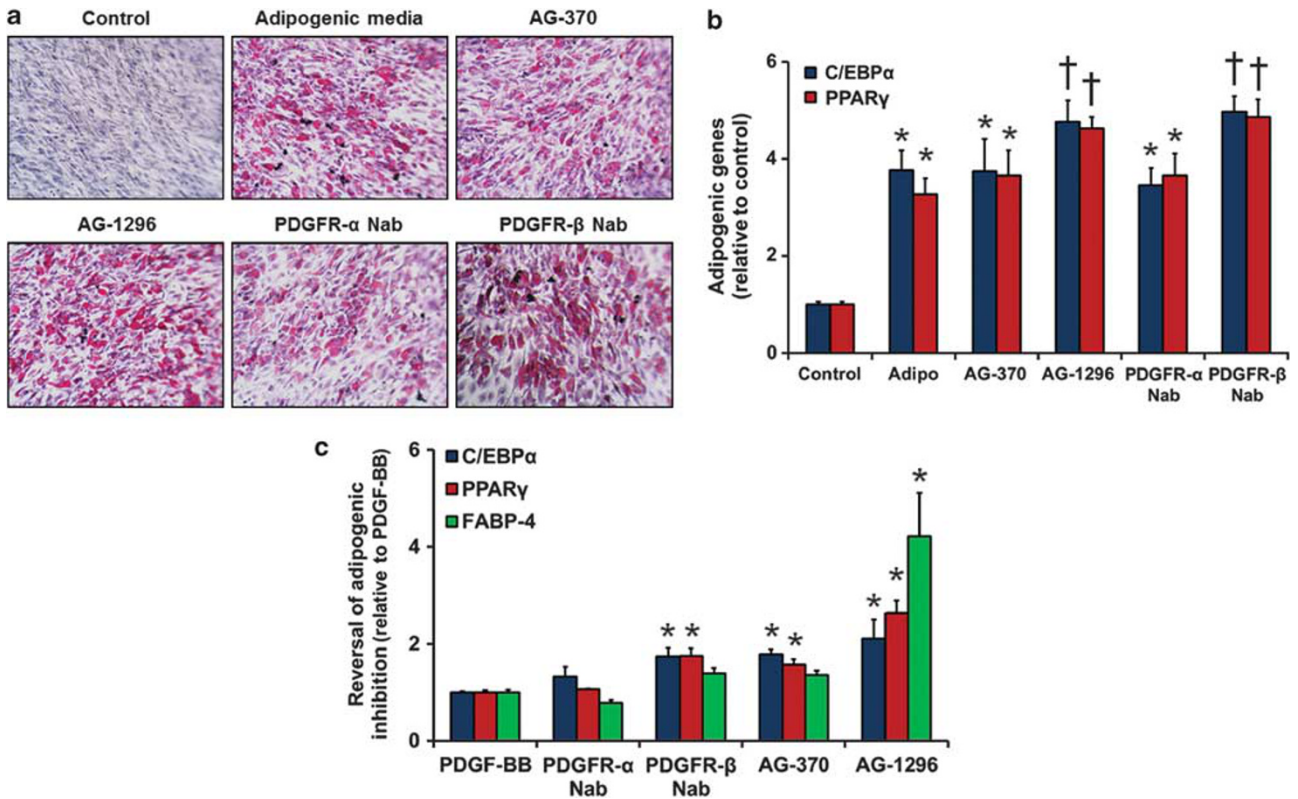 a
Control
Adipogenic media
AG-370
AG-1296
PDGFR-α Nab
PDGFR-β Nab
b
Adipogenic genes
(relative to control)
6
4
2
0
C/EBPα
PPARγ
* * * * † † * * † †
Control
Adipo
AG-370
AG-1296
PDGFR-α
Nab
PDGFR-β
Nab
c
Reversal of adipogenic
inhibition (relative to PDGF-BB)
6
4
2
0
C/EBPα
PPARγ
FABP-4
* * * * * * *
PDGF-BB
PDGFR-α
Nab
PDGFR-β
Nab
AG-370
AG-1296